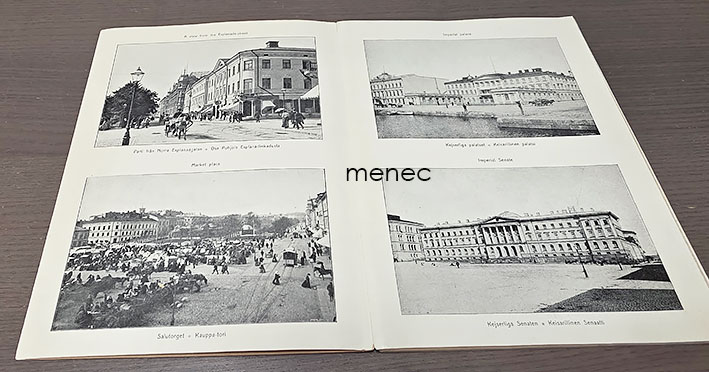 A view from the Esplanade-street
Parti från Norra Esplanadgatan o Osa Pohjois Esplanadinkadusta
Market place
Salutorget o Kauppa-tori
Imperial palace
Kejserliga palatset o Keisarillinen palatsi
Imperial Senate
Kejserliga Senaten o Keisarillinen Senaatti
menec